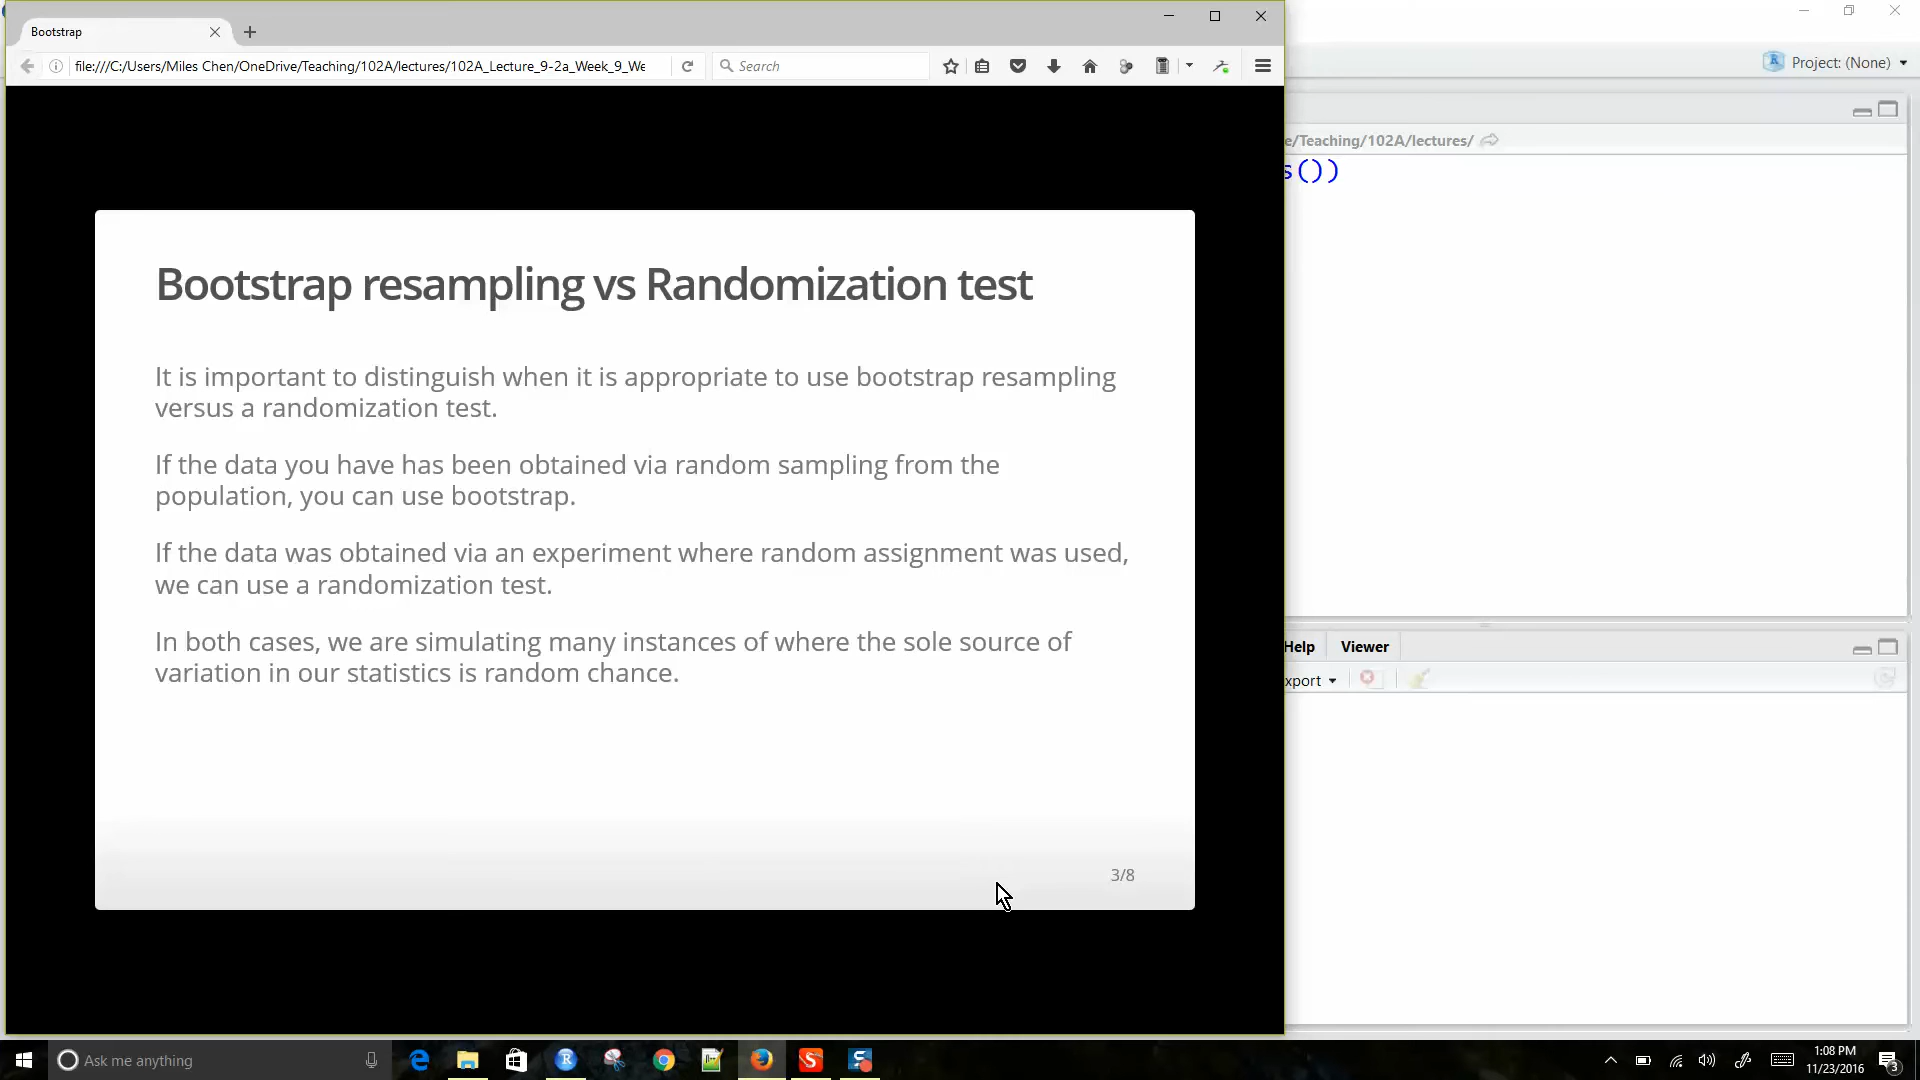 Bootstrap
file:///C:/Users/Miles Chen/OneDrive/Teaching/102A/lectures/102A_Lecture_9-2a_Week_9_We
Search
Project: (None)
e/Teaching/102A/lectures/
s())
Bootstrap resampling vs Randomization test
It is important to distinguish when it is appropriate to use bootstrap resampling
versus a randomization test.
If the data you have has been obtained via random sampling from the
population, you can use bootstrap.
If the data was obtained via an experiment where random assignment was used,
we can use a randomization test.
In both cases, we are simulating many instances of where the sole source of
variation in our statistics is random chance.
3/8
Help
Viewer
xport
Ask me anything
1:08 PM
11/23/2016
3